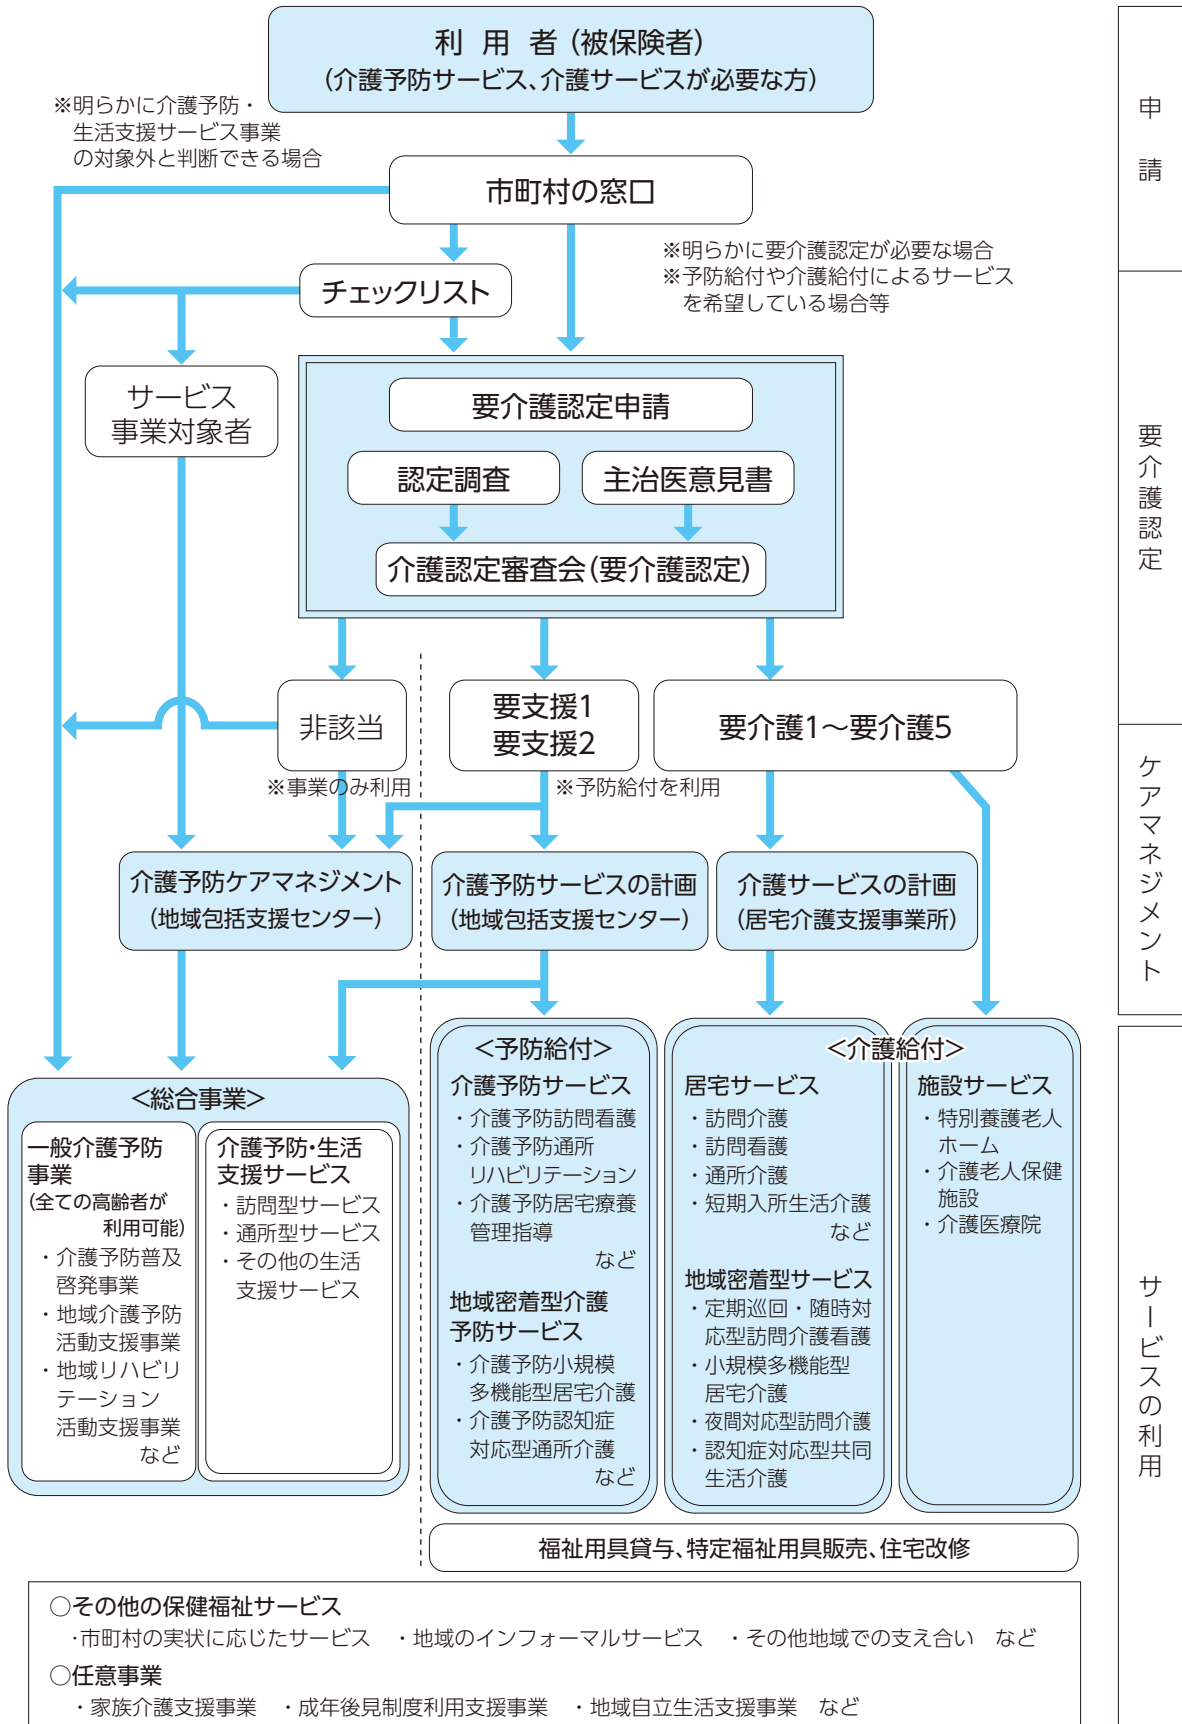 利用者(被保険者)
(介護予防サービス、介護サービスが必要な方)
※明らかに介護予防・
生活支援サービス事業
の対象外と判断できる場合
市町村の窓口
※明らかに要介護認定が必要な場合
※予防給付や介護給付によるサービス
を希望している場合等
チェックリスト
サービス
事業対象者
要介護認定申請
認定調査
主治医意見書
介護認定審査会(要介護認定)
非該当
要支援1
要支援2
要介護1〜要介護5
※事業のみ利用
※予防給付を利用
介護予防ケアマネジメント
(地域包括支援センター)
介護予防サービスの計画
(地域包括支援センター)
介護サービスの計画
(居宅介護支援事業所)
<総合事業>
一般介護予防
事業
(全ての高齢者が
利用可能)
・介護予防普及
啓発事業
・地域介護予防
活動支援事業
・地域リハビリ
テーション
活動支援事業
など
介護予防・生活
支援サービス
・訪問型サービス
・通所型サービス
・その他の生活
支援サービス
<予防給付>
介護予防サービス
・介護予防訪問看護
・介護予防通所
リハビリテーション
・介護予防居宅療養
管理指導
など
地域密着型介護
予防サービス
・介護予防小規模
多機能型居宅介護
・介護予防認知症
対応型通所介護
など
<介護給付>
居宅サービス
・訪問介護
・訪問看護
・通所介護
・短期入所生活介護
など
地域密着型サービス
・定期巡回・随時対
応型訪問介護看護
・小規模多機能型
居宅介護
・夜間対応型訪問介護
・認知症対応型共同
生活介護
施設サービス
・特別養護老人
ホーム
・介護老人保健
施設
・介護医療院
福祉用具貸与、特定福祉用具販売、住宅改修
○その他の保健福祉サービス
・市町村の実状に応じたサービス ・地域のインフォーマルサービス ・その他地域での支え合い など
○任意事業
・家族介護支援事業 ・成年後見制度利用支援事業 ・地域自立生活支援事業 など
申請
要介護認定
ケアマネジメント
サービスの利用